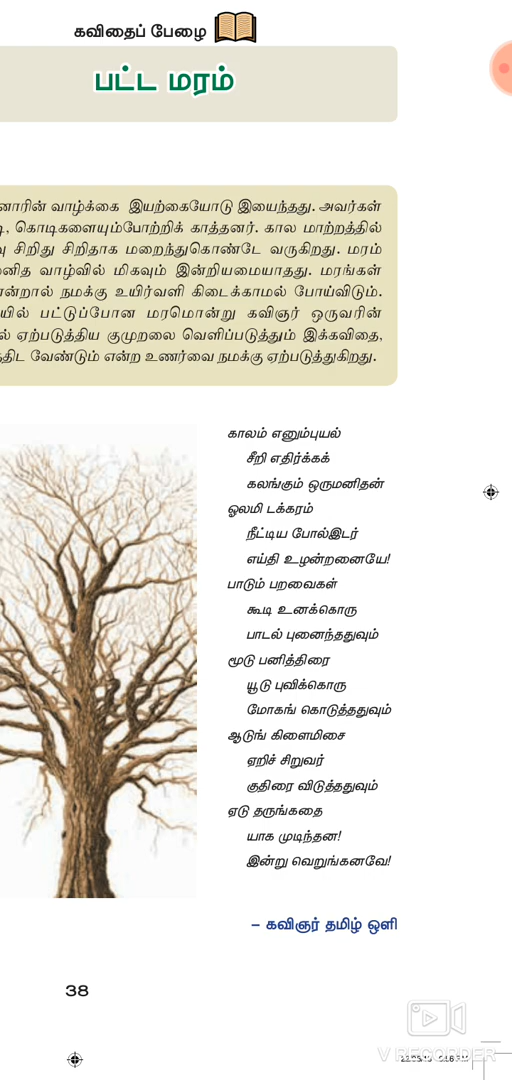 கவிதைப் பேழை
பட்ட மரம்
னாரின் வாழ்க்கை இயற்கையோடு இயைந்தது. அவர்கள்
டி, கொடிகளையும்போற்றிக் காத்தனர். கால மாற்றத்தில்
வு சிறிது சிறிதாக மறைந்துகொண்டே வருகிறது. மரம்
னித வாழ்வில் மிகவும் இன்றியமையாதது. மரங்கள்
என்றால் நமக்கு உயிர்வளி கிடைக்காமல் போய்விடும்.
யில் பட்டுப்போன மரமொன்று கவிஞர் ஒருவரின்
ல் ஏற்படுத்திய குமுறலை வெளிப்படுத்தும் இக்கவிதை,
த்திட வேண்டும் என்ற உணர்வை நமக்கு ஏற்படுத்துகிறது.
காலம் எனும்புயல்
சீறி எதிர்க்கக்
கலங்கும் ஒருமனிதன்
ஓலமி டக்கரம்
நீட்டிய போல்இடர்
எய்தி உழன்றனையே!
பாடும் பறவைகள்
கூடி உனக்கொரு
பாடல் புனைந்ததுவும்
மூடு பனித்திரை
யூடு புவிக்கொரு
மோகங் கொடுத்ததுவும்
ஆடுங் கிளைமிசை
ஏறிச் சிறுவர்
குதிரை விடுத்ததுவும்
ஏடு தருங்கதை
யாக முடிந்தன!
இன்று வெறுங்கனவே!
– கவிஞர் தமிழ் ஒளி
38
V RECORDER